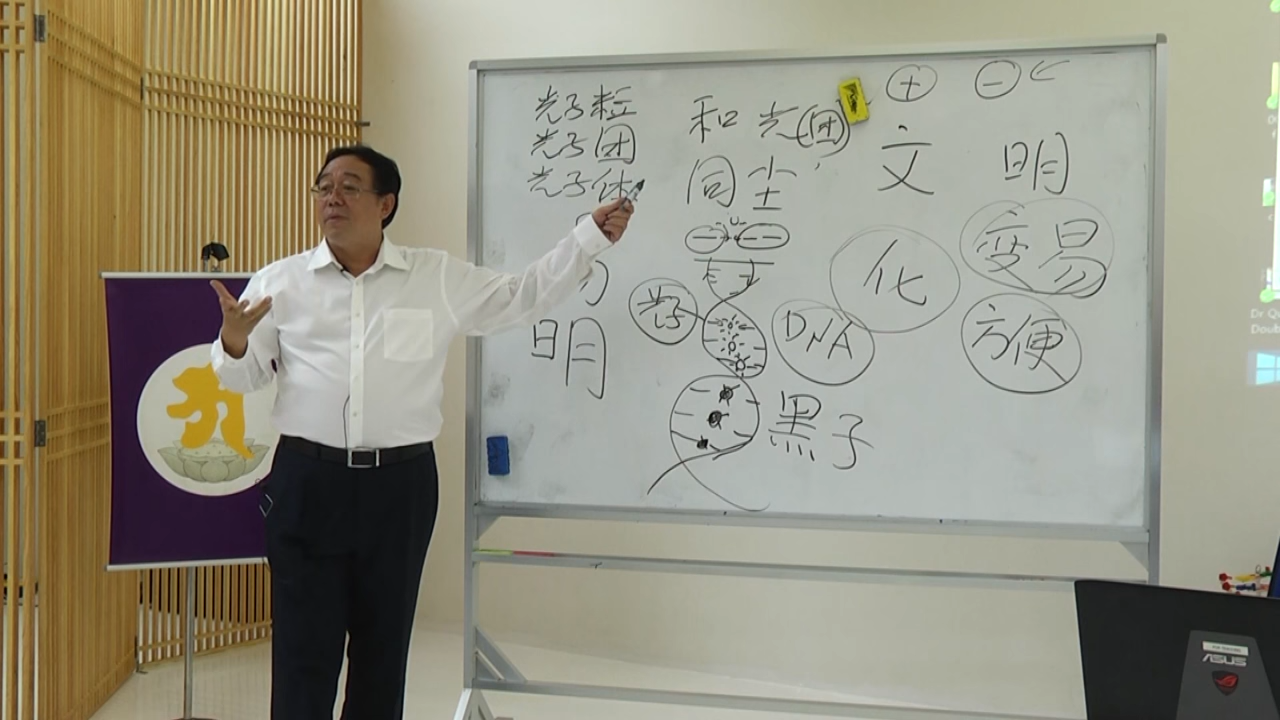 光子粒
光子团
光子体
明
和光团
同尘
光子
DNA
黑子
+ −
文明
化
变易
方便
ASUS